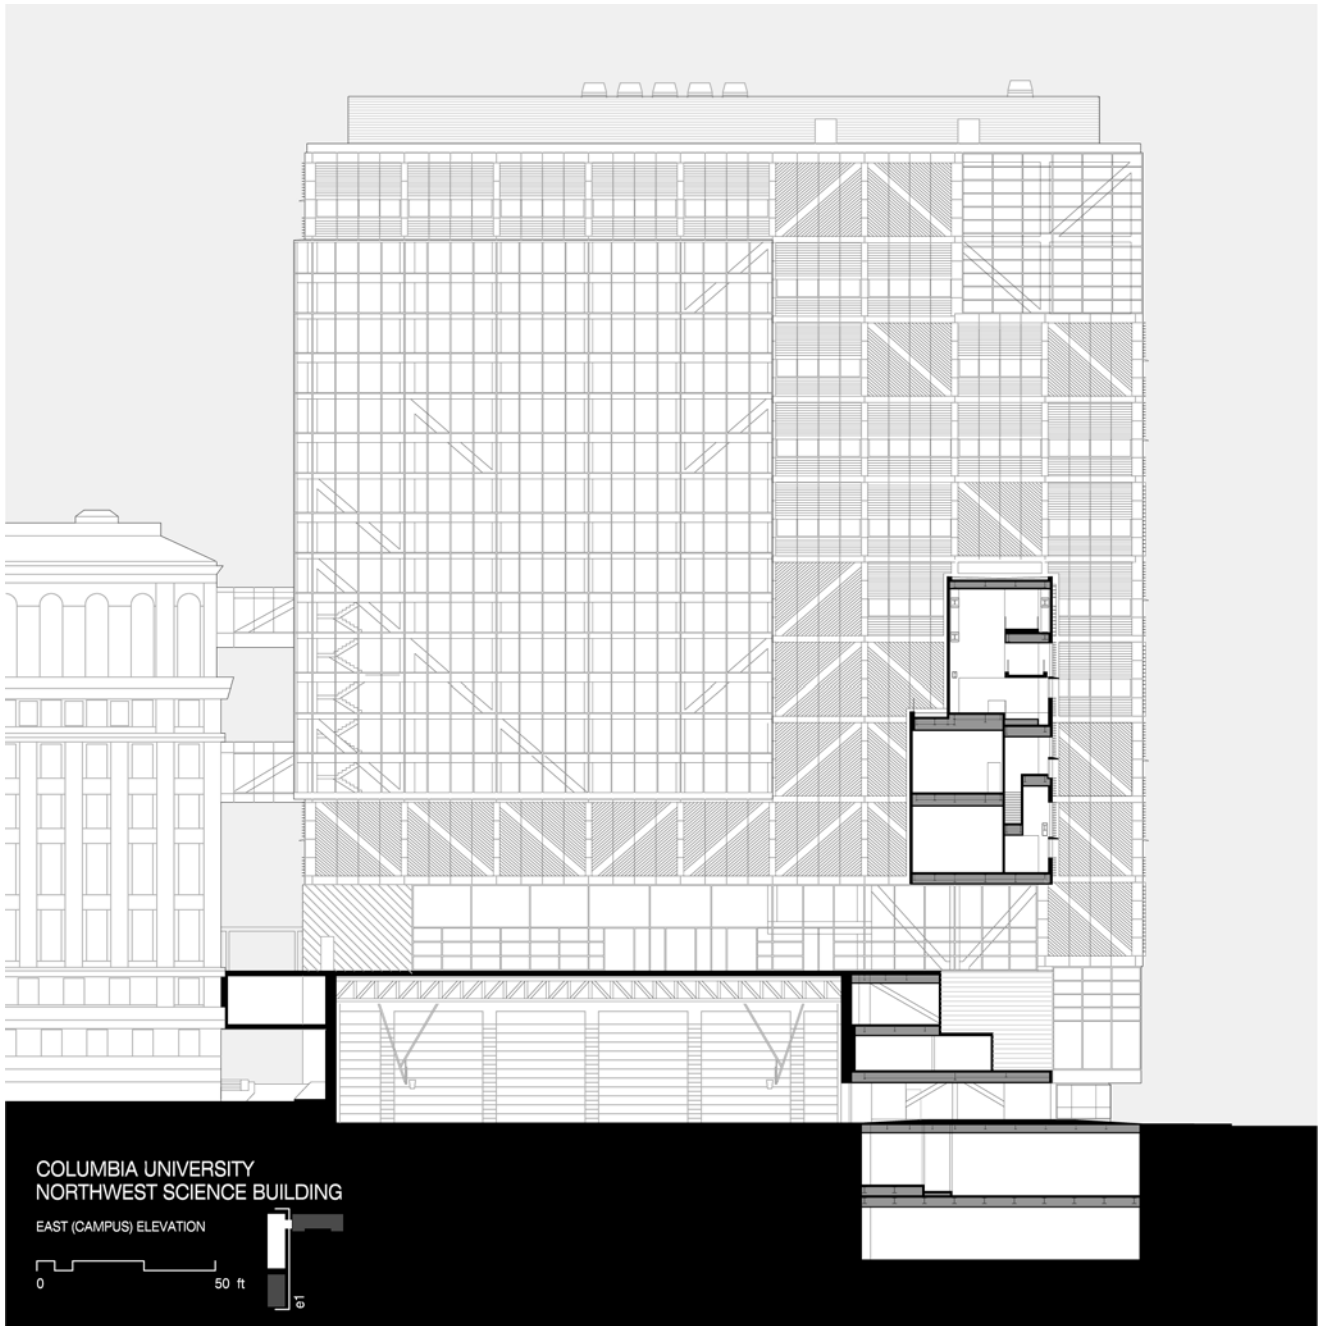 COLUMBIA UNIVERSITY
NORTHWEST SCIENCE BUILDING
EAST (CAMPUS) ELEVATION
0 50 ft
e1